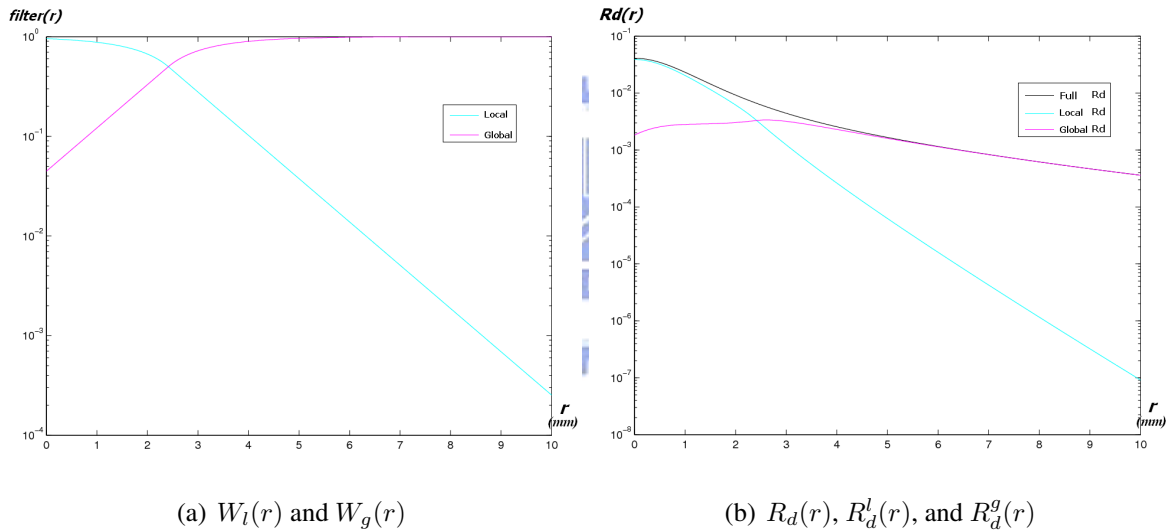 filter(r)
10^0
10^-1
10^-2
10^-3
10^-4
0 1 2 3 4 5 6 7 8 9 10
r
(mm)
Local
Global
(a) W_l(r) and W_g(r)
Rd(r)
10^-1
10^-2
10^-3
10^-4
10^-5
10^-6
10^-7
10^-8
0 1 2 3 4 5 6 7 8 9 10
r
(mm)
Full Rd
Local Rd
Global Rd
(b) R_d(r), R_d^l(r), and R_d^g(r)